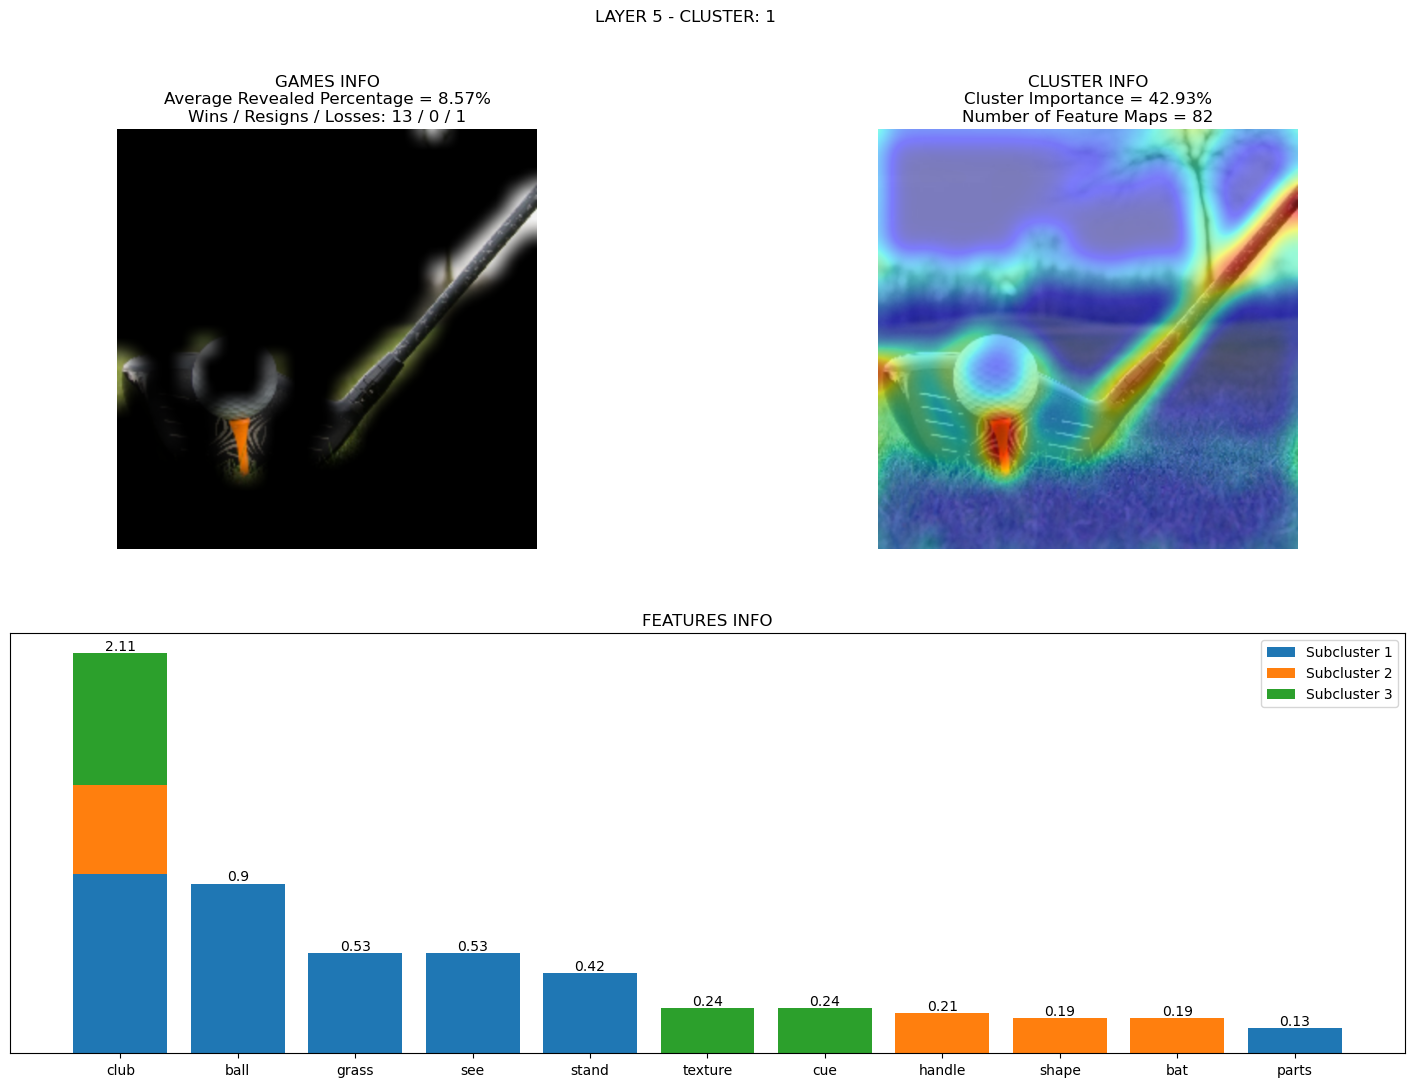 LAYER 5 - CLUSTER: 1
GAMES INFO
Average Revealed Percentage = 8.57%
Wins / Resigns / Losses: 13 / 0 / 1
CLUSTER INFO
Cluster Importance = 42.93%
Number of Feature Maps = 82
FEATURES INFO
Subcluster 1
Subcluster 2
Subcluster 3
2.11
0.9
0.53
0.53
0.42
0.24
0.24
0.21
0.19
0.19
0.13
club
ball
grass
see
stand
texture
cue
handle
shape
bat
parts